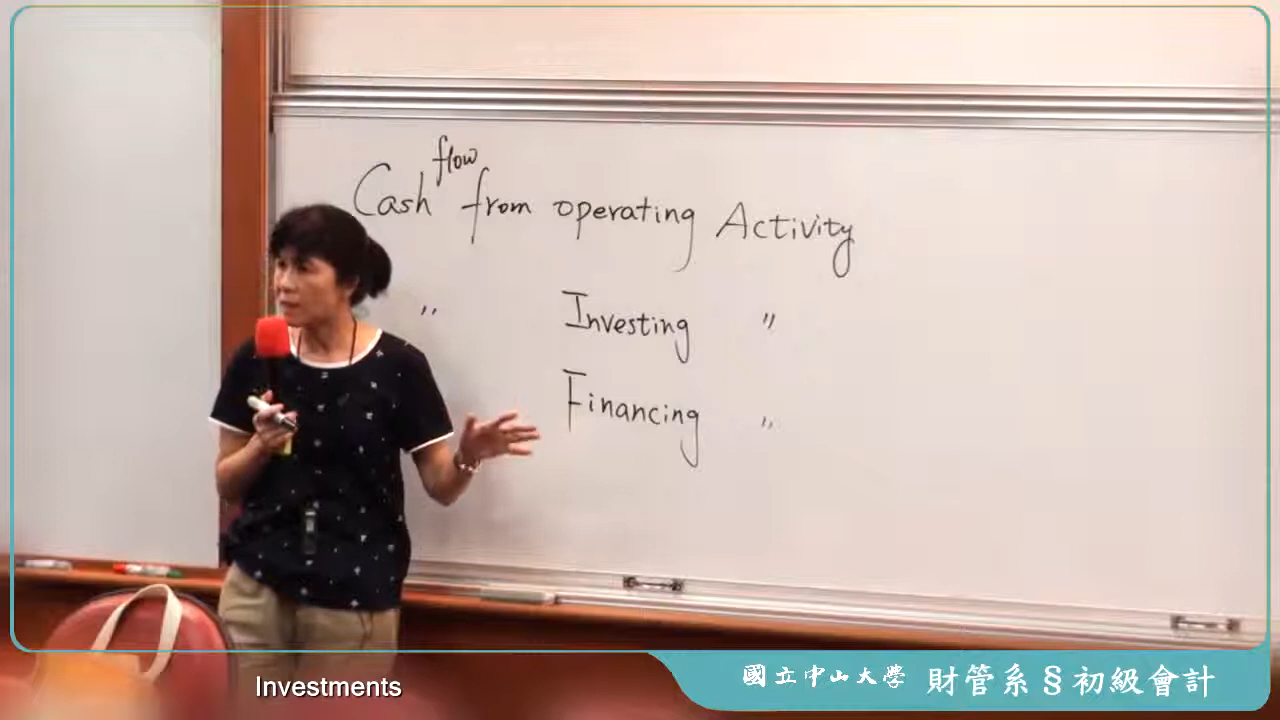 flow
Cash from operating Activity
" Investing "
Financing "
Investments
國立中山大學 財管系 § 初級會計